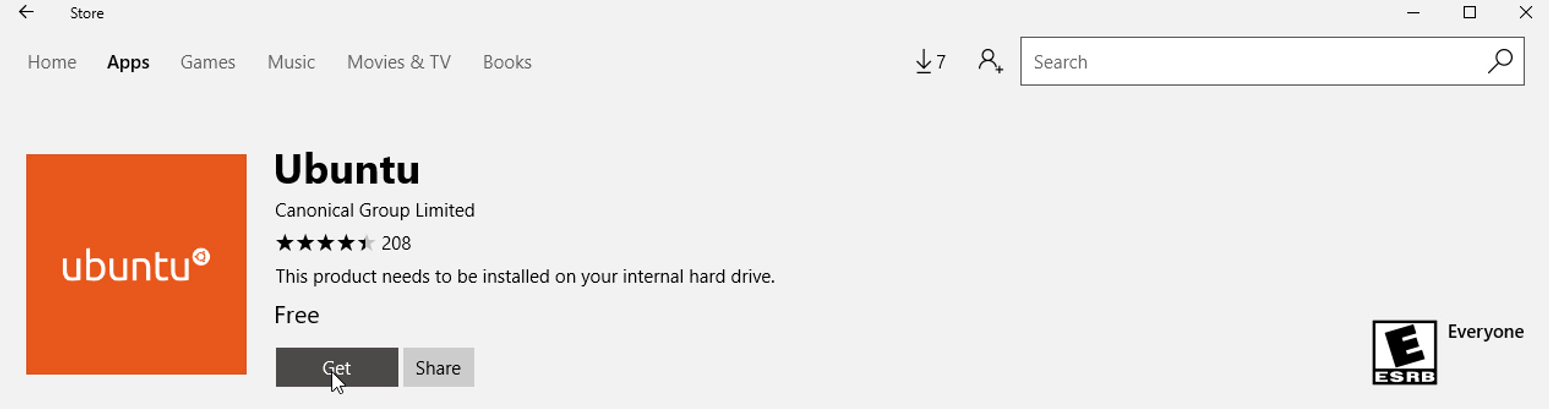 Store
Home Apps Games Music Movies & TV Books 7 Search
Ubuntu
Canonical Group Limited
ubuntu
208
This product needs to be installed on your internal hard drive.
Free
Get Share
E
ESRB
Everyone